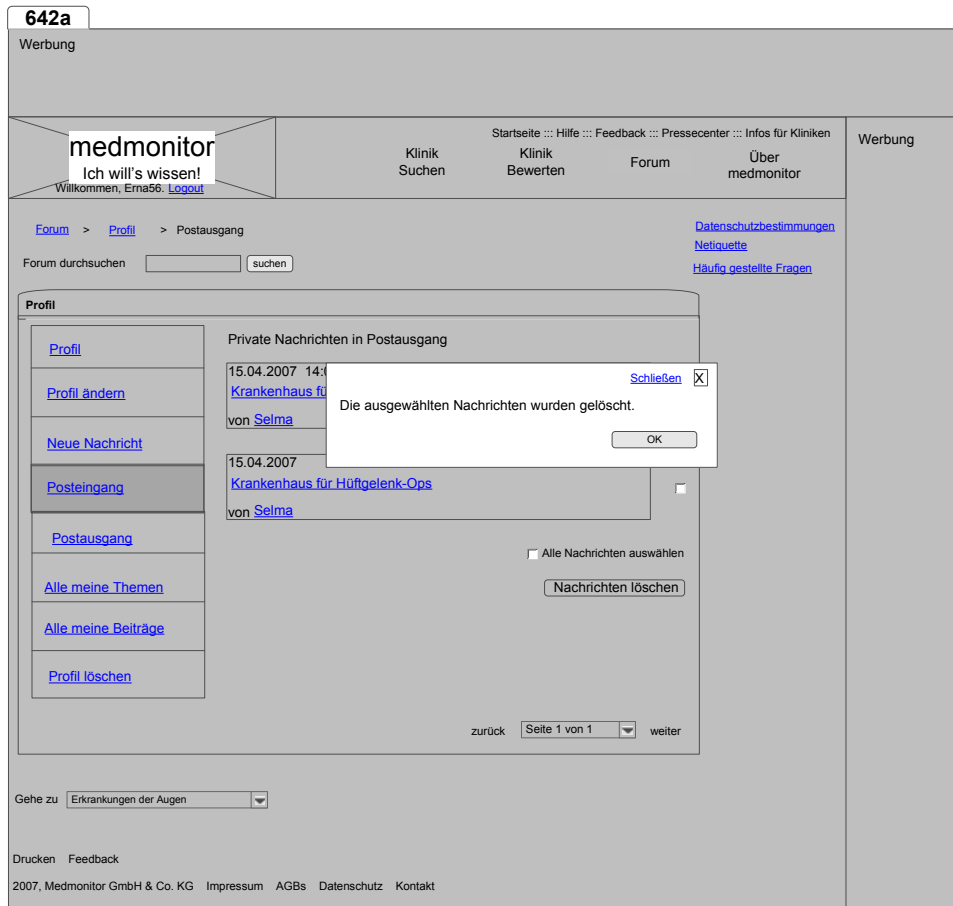 642a
Werbung
medmonitor
Ich will's wissen!
Willkommen, Erna56. Logout
Startseite ::: Hilfe ::: Feedback ::: Pressecenter ::: Infos für Kliniken
Klinik Suchen
Klinik Bewerten
Forum
Über medmonitor
Werbung
Forum > Profil > Postausgang
Datenschutzbestimmungen
Netiquette
Häufig gestellte Fragen
Forum durchsuchen suchen
Profil
Profil
Profil ändern
Neue Nachricht
Posteingang
Postausgang
Alle meine Themen
Alle meine Beiträge
Profil löschen
Private Nachrichten in Postausgang
15.04.2007 14:
Krankenhaus fü
von Selma
Schließen X
Die ausgewählten Nachrichten wurden gelöscht.
OK
15.04.2007
Krankenhaus für Hüftgelenk-Ops
von Selma
Alle Nachrichten auswählen
Nachrichten löschen
zurück Seite 1 von 1 weiter
Gehe zu Erkrankungen der Augen
Drucken Feedback
2007, Medmonitor GmbH & Co. KG Impressum AGBs Datenschutz Kontakt